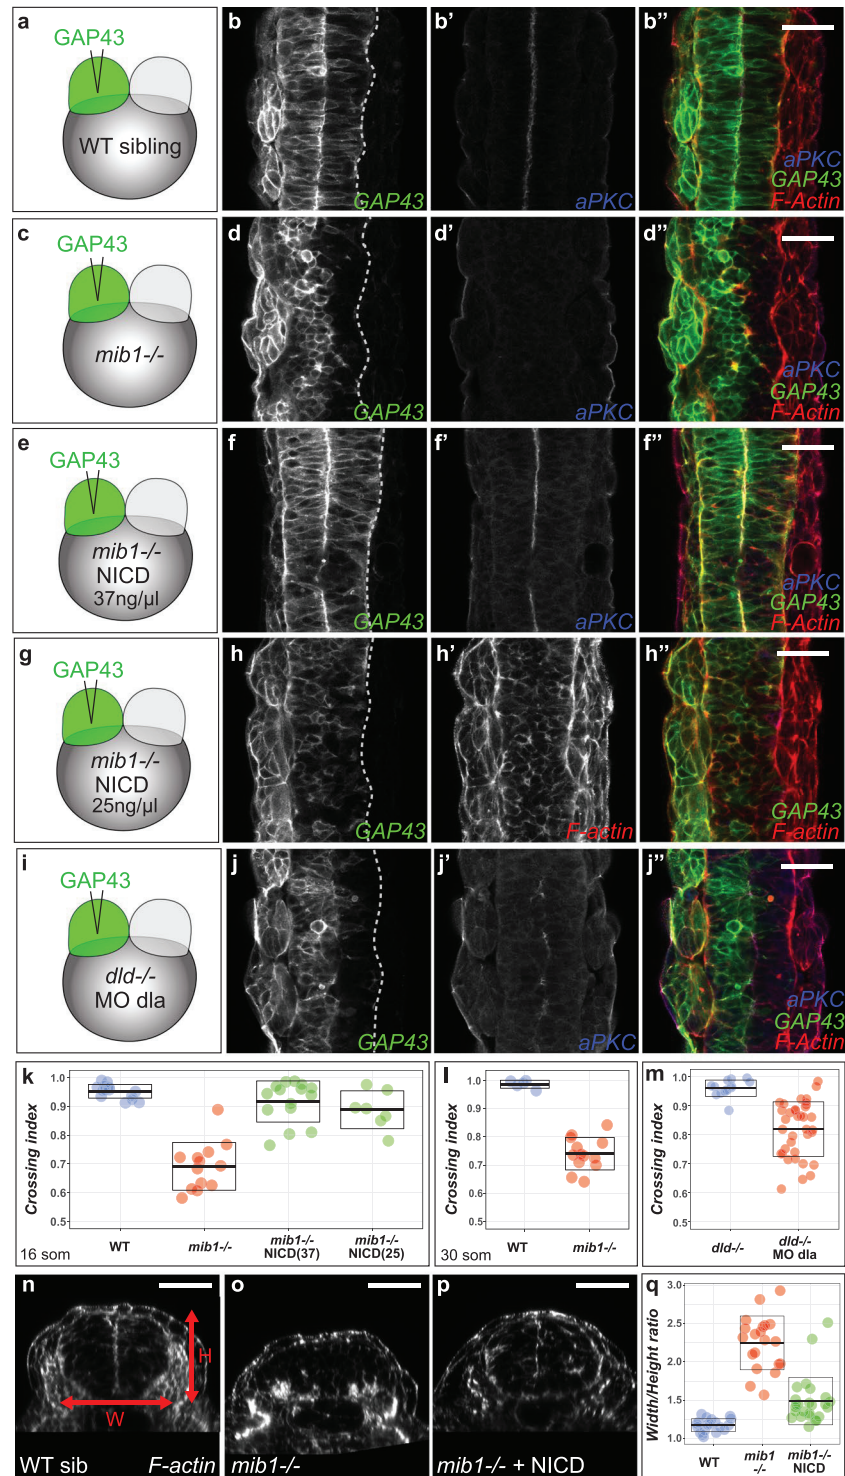 a
GAP43
WT sibling
b
GAP43
b'
aPKC
b"
aPKC
GAP43
F-Actin
c
GAP43
mib1-/-
d
GAP43
d'
aPKC
d"
aPKC
GAP43
F-Actin
e
GAP43
mib1-/-
NICD
37ng/µl
f
GAP43
f'
aPKC
f"
aPKC
GAP43
F-Actin
g
GAP43
mib1-/-
NICD
25ng/µl
h
GAP43
h'
F-actin
h"
GAP43
F-Actin
i
GAP43
dld-/-
MO dla
j
GAP43
j'
aPKC
j"
aPKC
GAP43
F-Actin
k
Crossing index
1.0
0.9
0.8
0.7
0.6
0.5
16 som
WT
mib1-/-
mib1-/-
NICD(37)
mib1-/-
NICD(25)
l
Crossing index
1.0
0.9
0.8
0.7
0.6
0.5
30 som
WT
mib1-/-
m
Crossing index
1.0
0.9
0.8
0.7
0.6
0.5
dld-/-
dld-/-
MO dla
n
H
W
WT sib
F-actin
o
mib1-/-
p
mib1-/- + NICD
q
Width/Height ratio
3.0
2.5
2.0
1.5
1.0
WT
mib1
-/-
mib1-/-
NICD